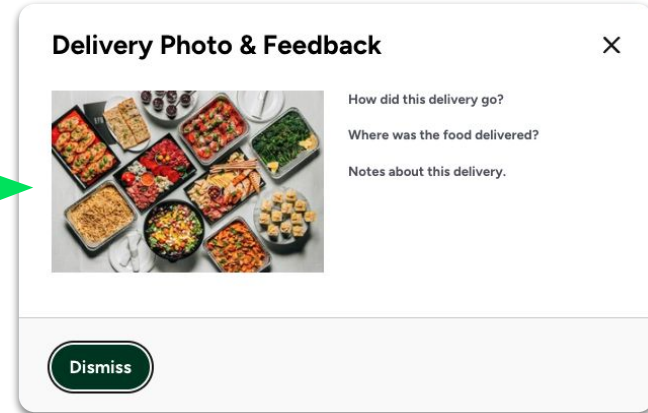 Delivery Photo & Feedback
How did this delivery go?
Where was the food delivered?
Notes about this delivery.
Dismiss